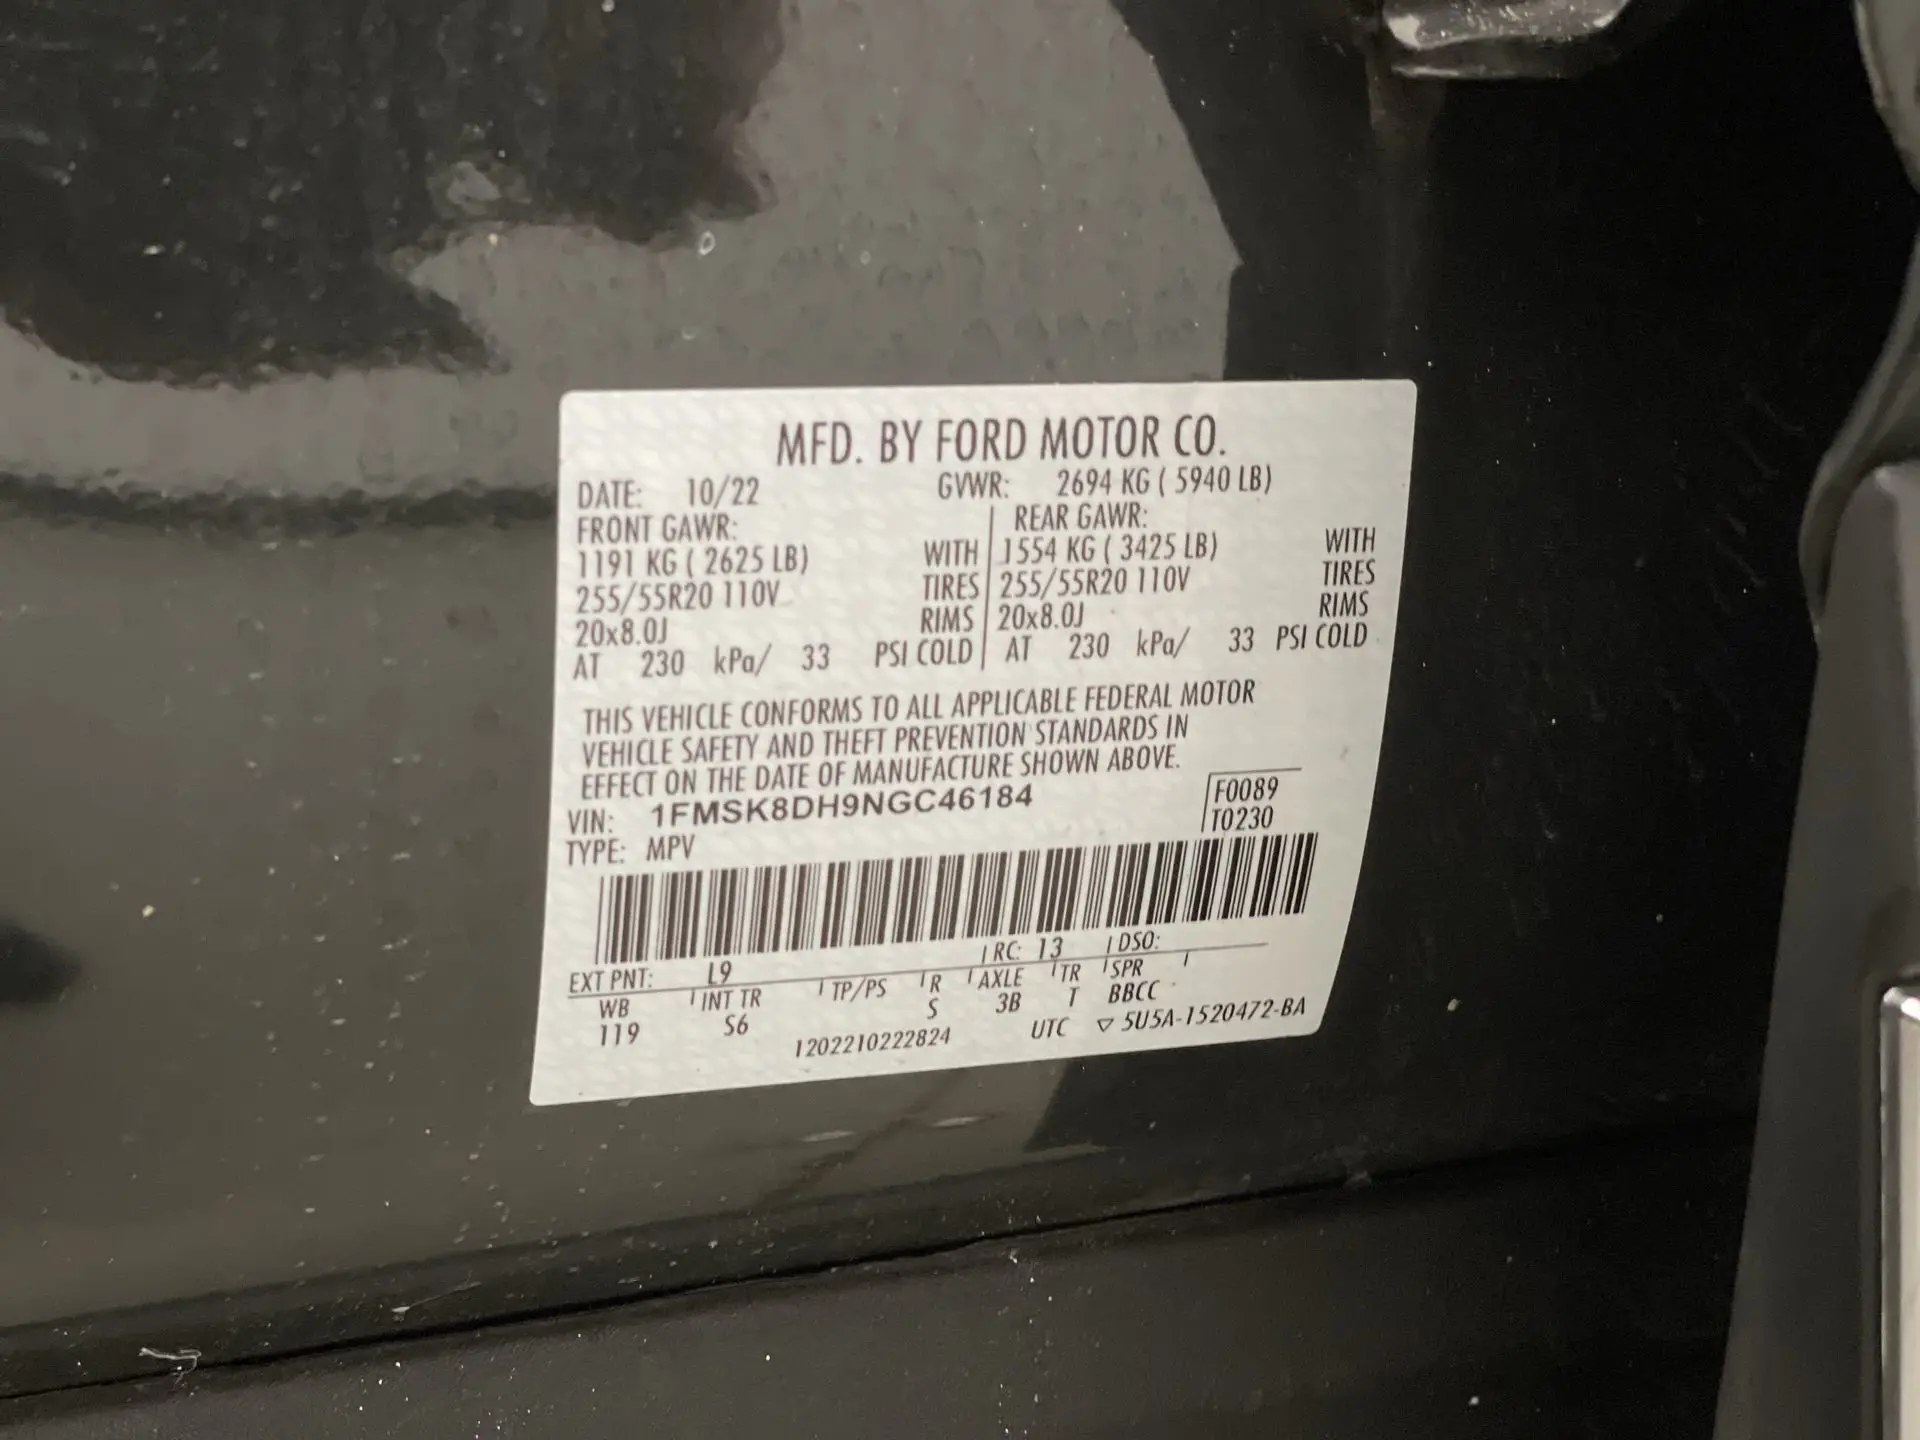 MFD. BY FORD MOTOR CO.
DATE: 10/22 GVWR: 2694 KG ( 5940 LB)
FRONT GAWR: REAR GAWR:
1191 KG ( 2625 LB) WITH 1554 KG ( 3425 LB) WITH
255/55R20 110V TIRES 255/55R20 110V TIRES
20x8.0J RIMS 20x8.0J RIMS
AT 230 kPa/ 33 PSI COLD AT 230 kPa/ 33 PSI COLD
THIS VEHICLE CONFORMS TO ALL APPLICABLE FEDERAL MOTOR
VEHICLE SAFETY AND THEFT PREVENTION STANDARDS IN
EFFECT ON THE DATE OF MANUFACTURE SHOWN ABOVE.
VIN: 1FMSK8DH9NGC46184 F0089
TYPE: MPV T0230
EXT PNT: L9 RC: 13 DSO:
WB INT TR TP/PS R AXLE TR SPR
119 S6 S 3B T BBCC
1202210222824 UTC ▽ 5U5A-1520472-BA